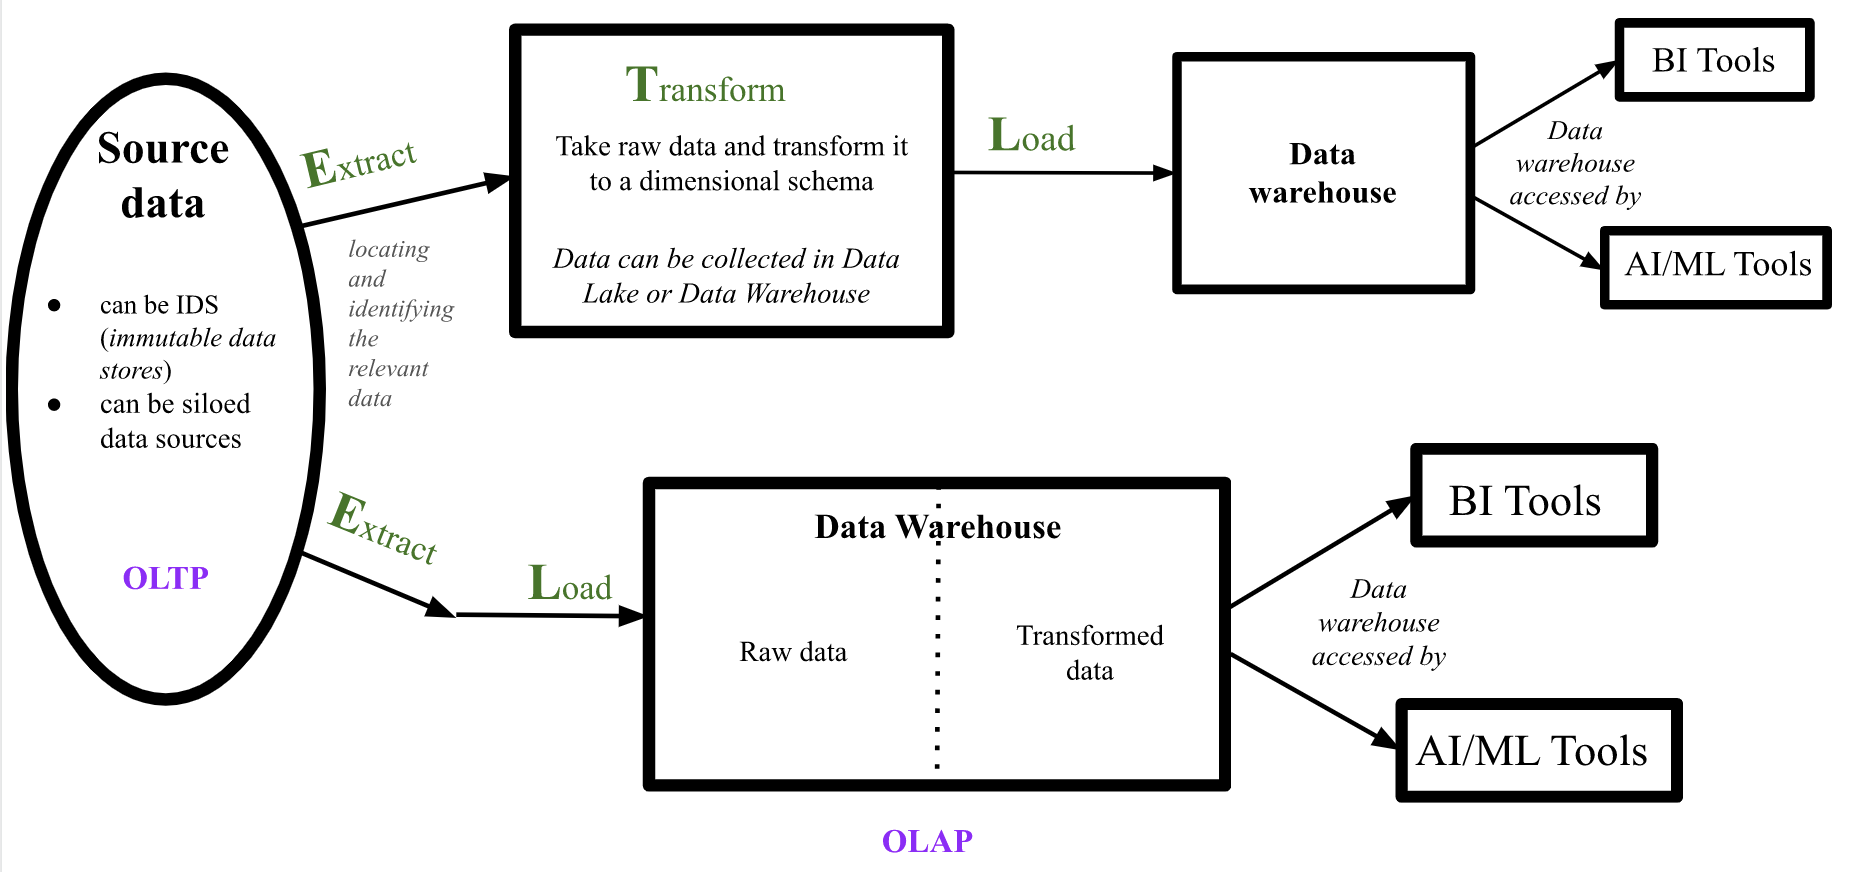 Source
data
● can be IDS
(immutable data
stores)
● can be siloed
data sources
OLTP
Extract
locating
and
identifying
the
relevant
data
Transform
Take raw data and transform it
to a dimensional schema
Data can be collected in Data
Lake or Data Warehouse
Load
Data
warehouse
BI Tools
Data
warehouse
accessed by
AI/ML Tools
Extract
Load
Data Warehouse
Raw data
Transformed
data
OLAP
BI Tools
Data
warehouse
accessed by
AI/ML Tools